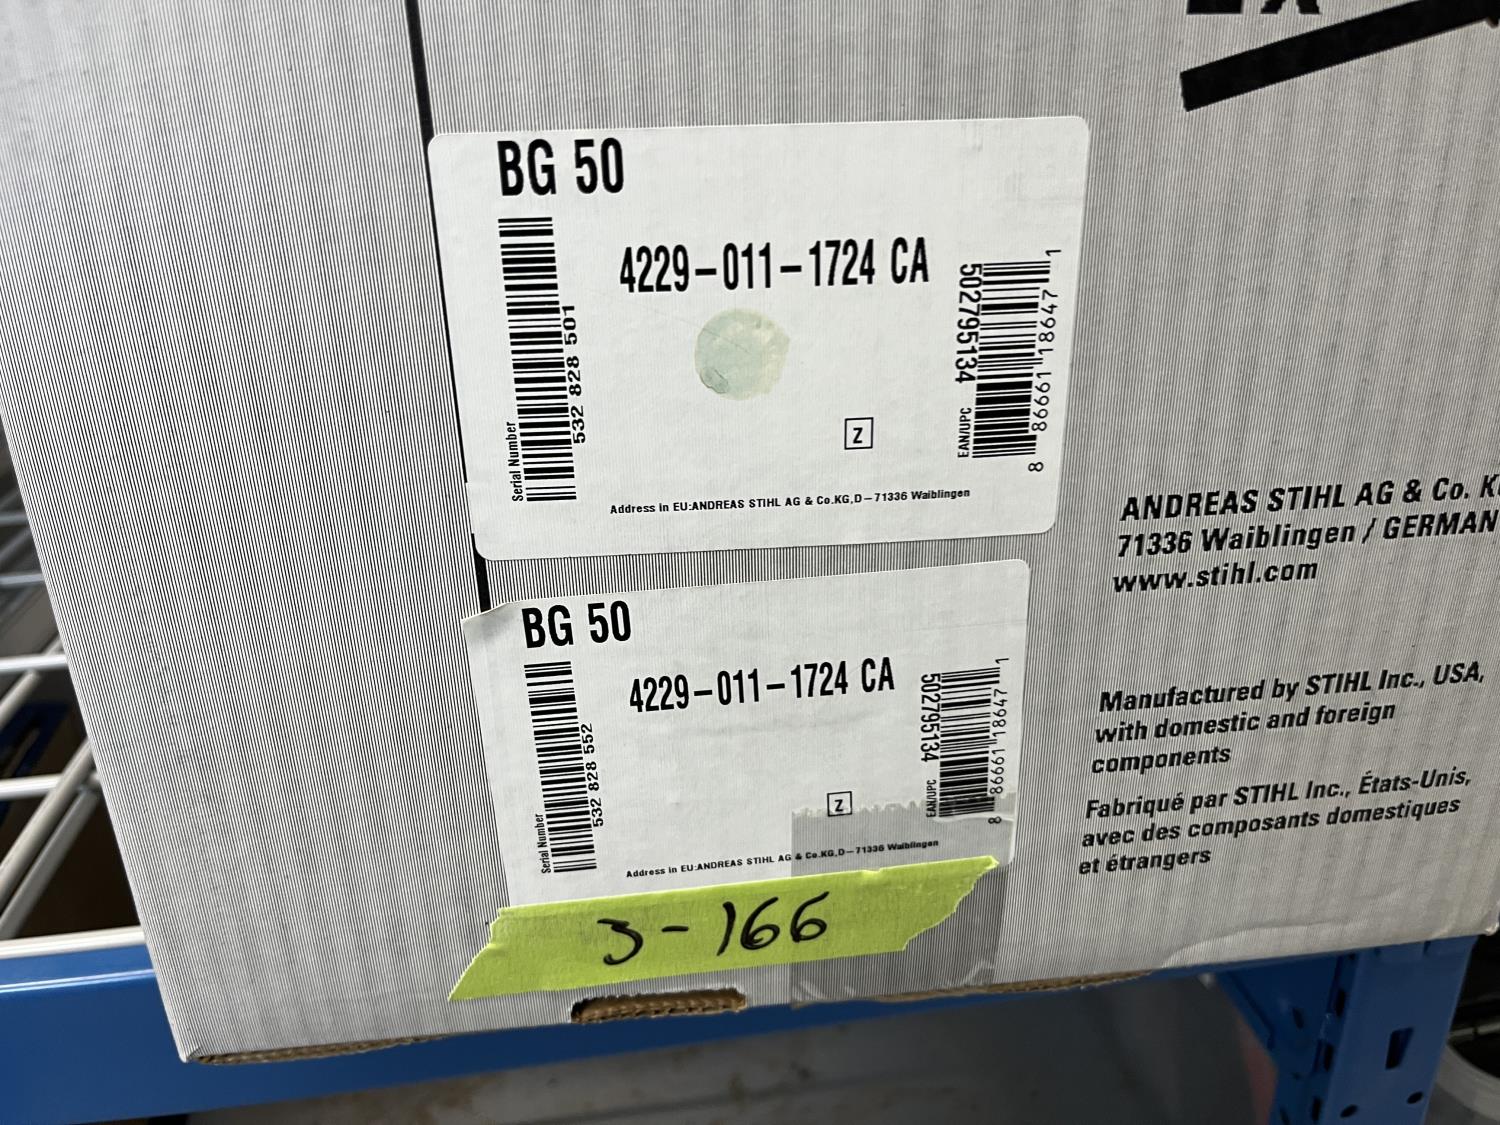 BG 50
4229-011-1724 CA
Serial Number
532 828 501
EAN/UPC
502795134
8 86661 18647 1
Z
Address in EU:ANDREAS STIHL AG & Co.KG,D-71336 Waiblingen
BG 50
4229-011-1724 CA
Serial Number
532 828 552
EAN/UPC
502795134
8 86661 18647 1
Z
Address in EU:ANDREAS STIHL AG & Co.KG,D-71336 Waiblingen
3-166
ANDREAS STIHL AG & Co.
71336 Waiblingen / GERMAN
www.stihl.com
Manufactured by STIHL Inc., USA,
with domestic and foreign
components
Fabriqué par STIHL Inc., États-Unis,
avec des composants domestiques
et étrangers